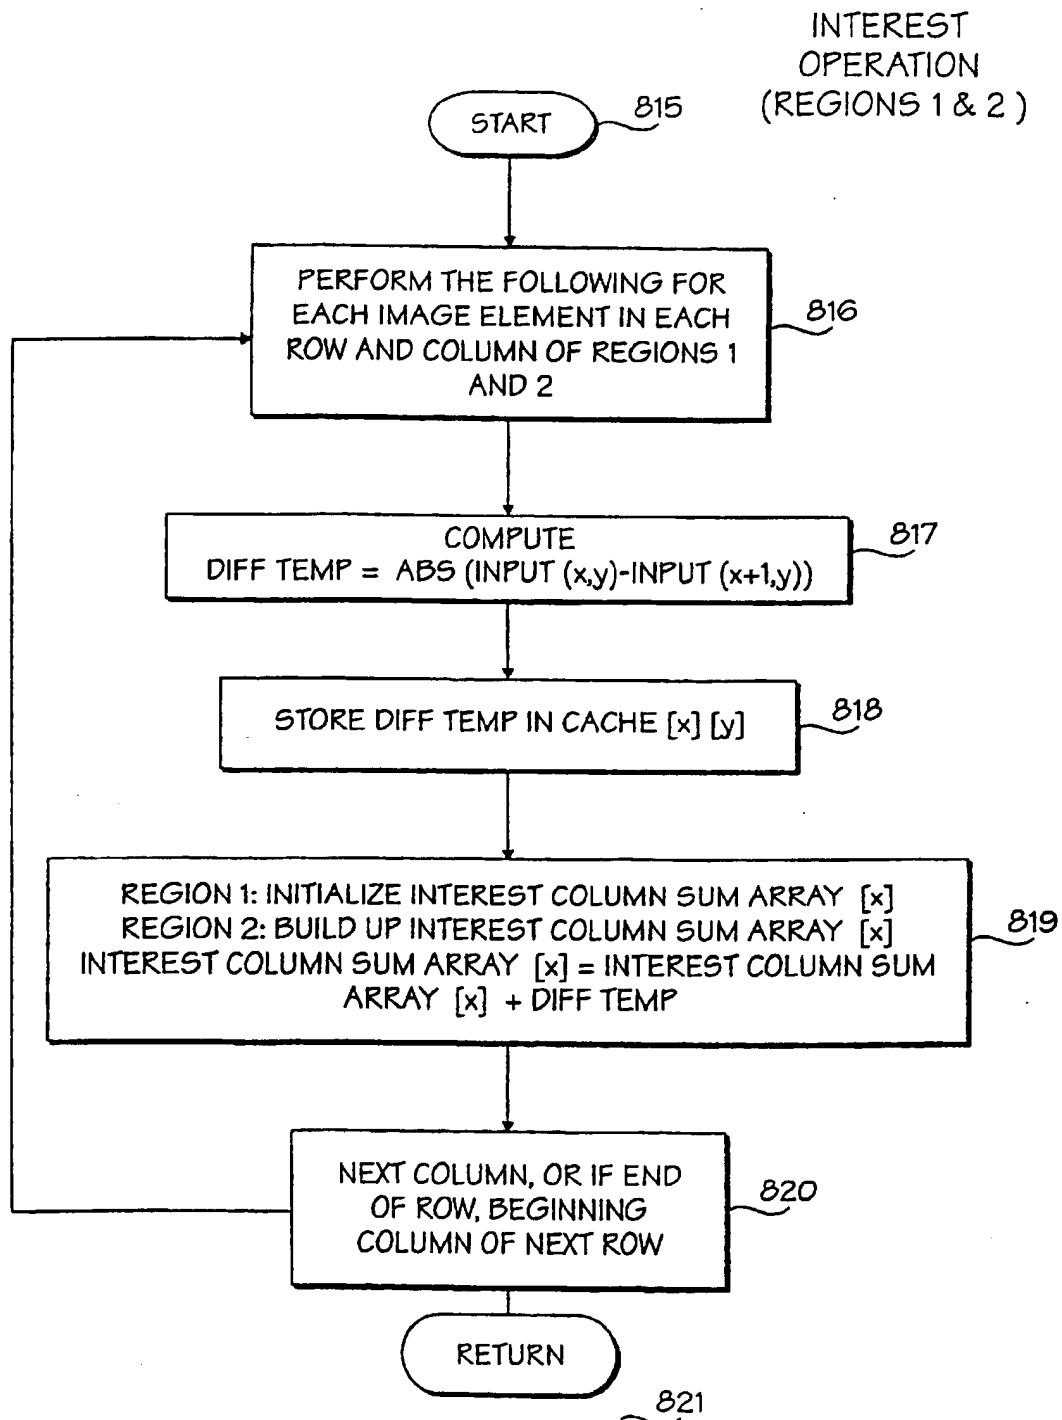 INTEREST
OPERATION
(REGIONS 1 & 2 )
START
815
PERFORM THE FOLLOWING FOR
EACH IMAGE ELEMENT IN EACH
ROW AND COLUMN OF REGIONS 1
AND 2
816
COMPUTE
DIFF TEMP = ABS (INPUT (x,y)-INPUT (x+1,y))
817
STORE DIFF TEMP IN CACHE [x] [y]
818
REGION 1: INITIALIZE INTEREST COLUMN SUM ARRAY [x]
REGION 2: BUILD UP INTEREST COLUMN SUM ARRAY [x]
INTEREST COLUMN SUM ARRAY [x] = INTEREST COLUMN SUM
ARRAY [x] + DIFF TEMP
819
NEXT COLUMN, OR IF END
OF ROW, BEGINNING
COLUMN OF NEXT ROW
820
RETURN
821